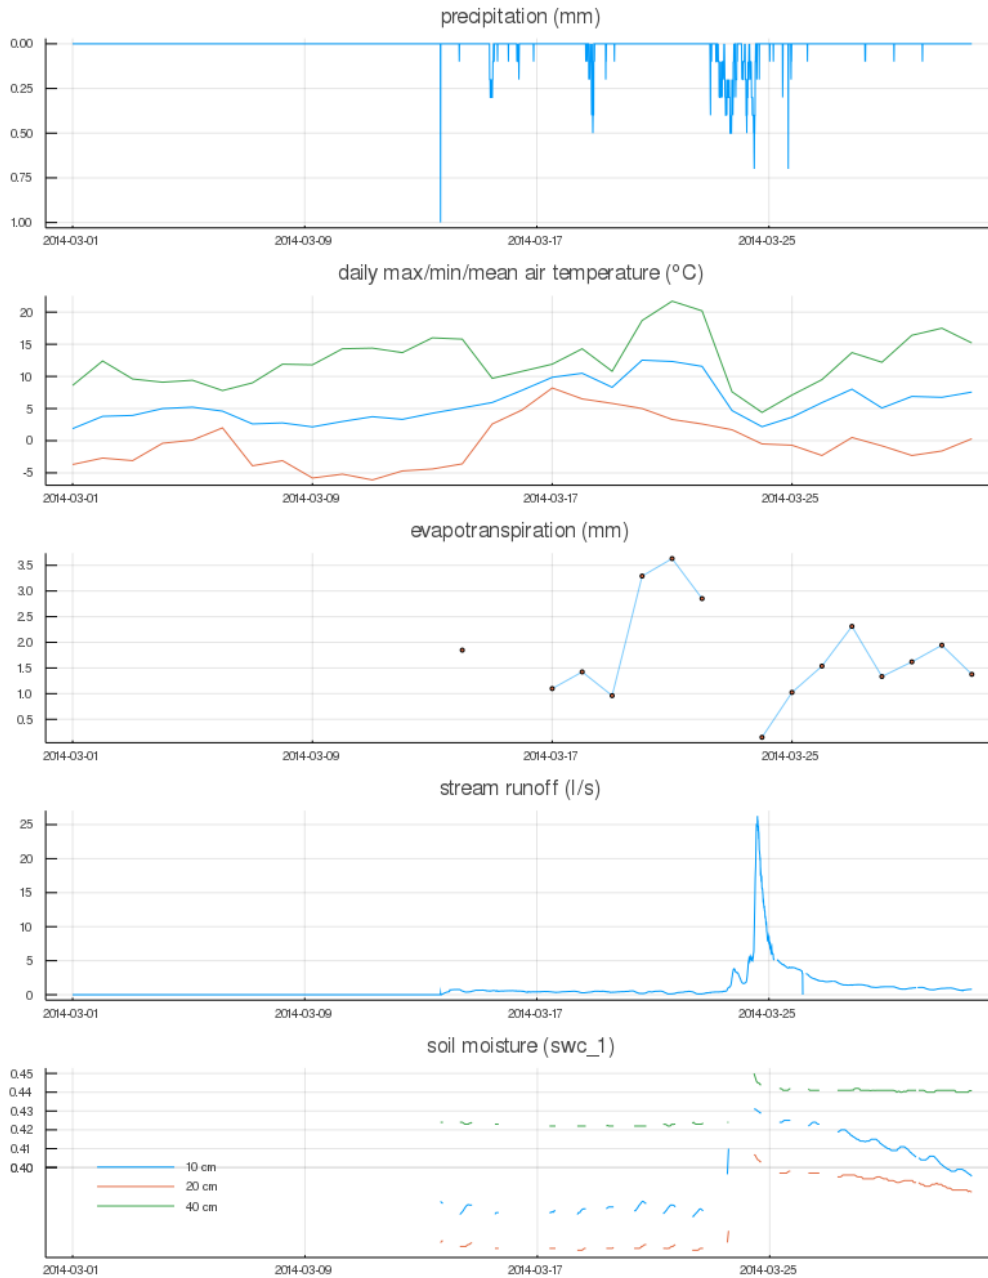 precipitation (mm)
0.00
0.25
0.50
0.75
1.00
2014-03-01 2014-03-09 2014-03-17 2014-03-25
daily max/min/mean air temperature (ºC)
20
15
10
5
0
-5
2014-03-01 2014-03-09 2014-03-17 2014-03-25
evapotranspiration (mm)
3.5
3.0
2.5
2.0
1.5
1.0
0.5
2014-03-01 2014-03-09 2014-03-17 2014-03-25
stream runoff (l/s)
25
20
15
10
5
0
2014-03-01 2014-03-09 2014-03-17 2014-03-25
soil moisture (swc_1)
0.45
0.44
0.43
0.42
0.41
0.40
10 cm
20 cm
40 cm
2014-03-01 2014-03-09 2014-03-17 2014-03-25